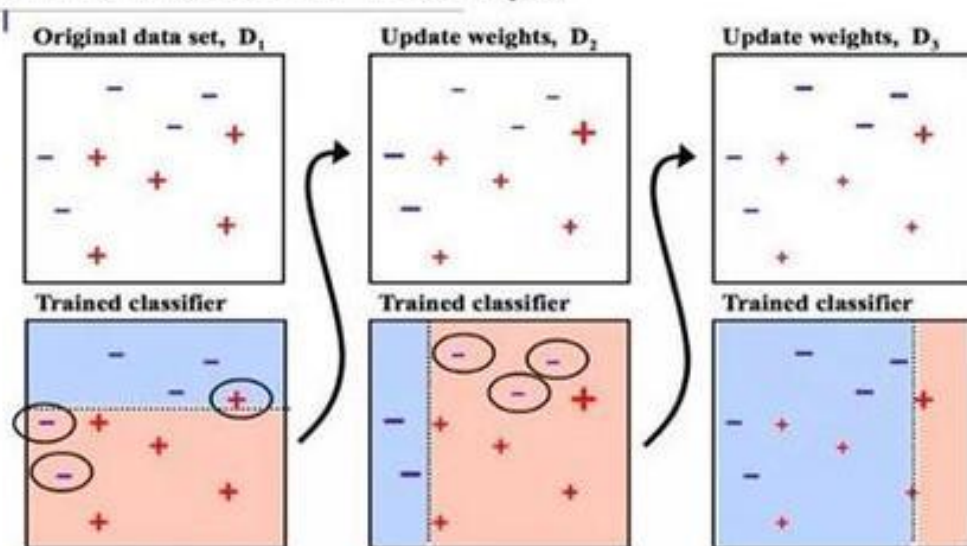 Original data set, D₁
Update weights, D₂
Update weights, D₃
Trained classifier
Trained classifier
Trained classifier